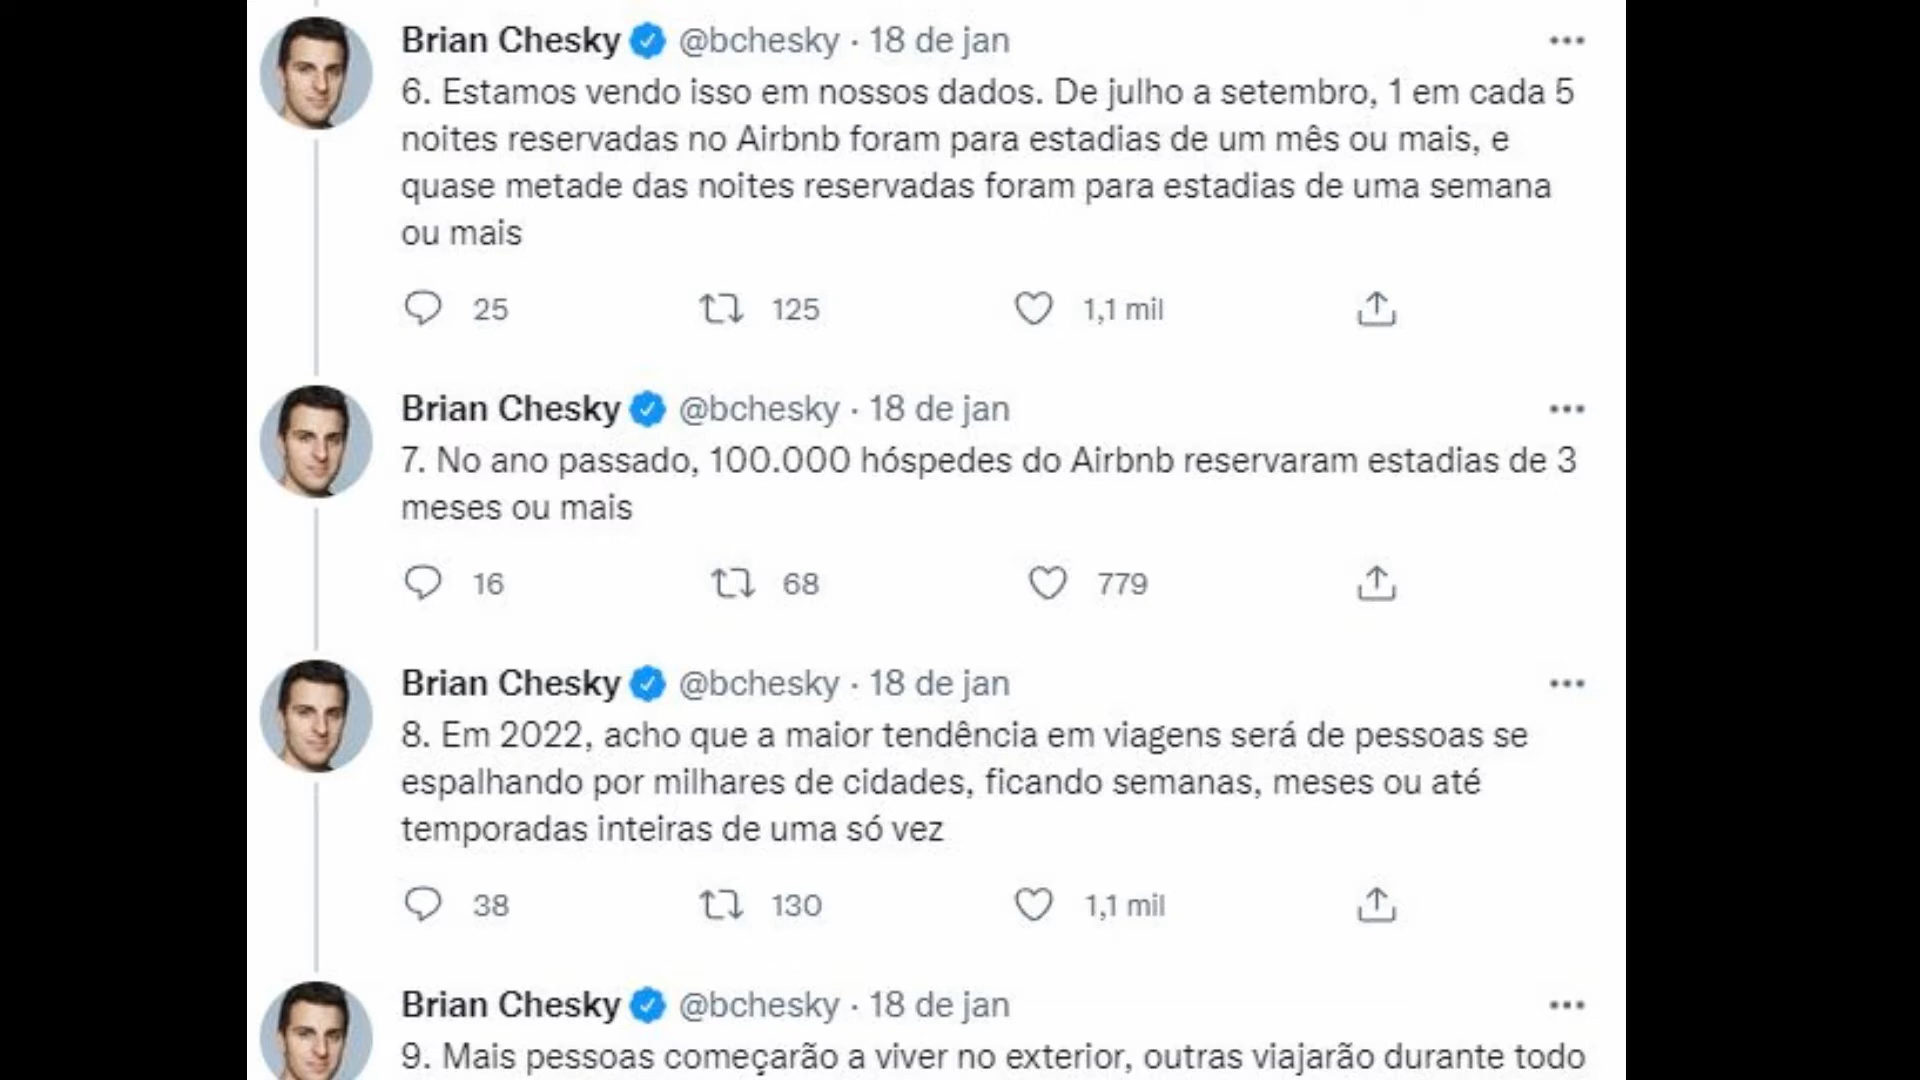 Brian Chesky @bchesky · 18 de jan
6. Estamos vendo isso em nossos dados. De julho a setembro, 1 em cada 5
noites reservadas no Airbnb foram para estadias de um mês ou mais, e
quase metade das noites reservadas foram para estadias de uma semana
ou mais
25 125 1,1 mil
Brian Chesky @bchesky · 18 de jan
7. No ano passado, 100.000 hóspedes do Airbnb reservaram estadias de 3
meses ou mais
16 68 779
Brian Chesky @bchesky · 18 de jan
8. Em 2022, acho que a maior tendência em viagens será de pessoas se
espalhando por milhares de cidades, ficando semanas, meses ou até
temporadas inteiras de uma só vez
38 130 1,1 mil
Brian Chesky @bchesky · 18 de jan
9. Mais pessoas começarão a viver no exterior, outras viajarão durante todo